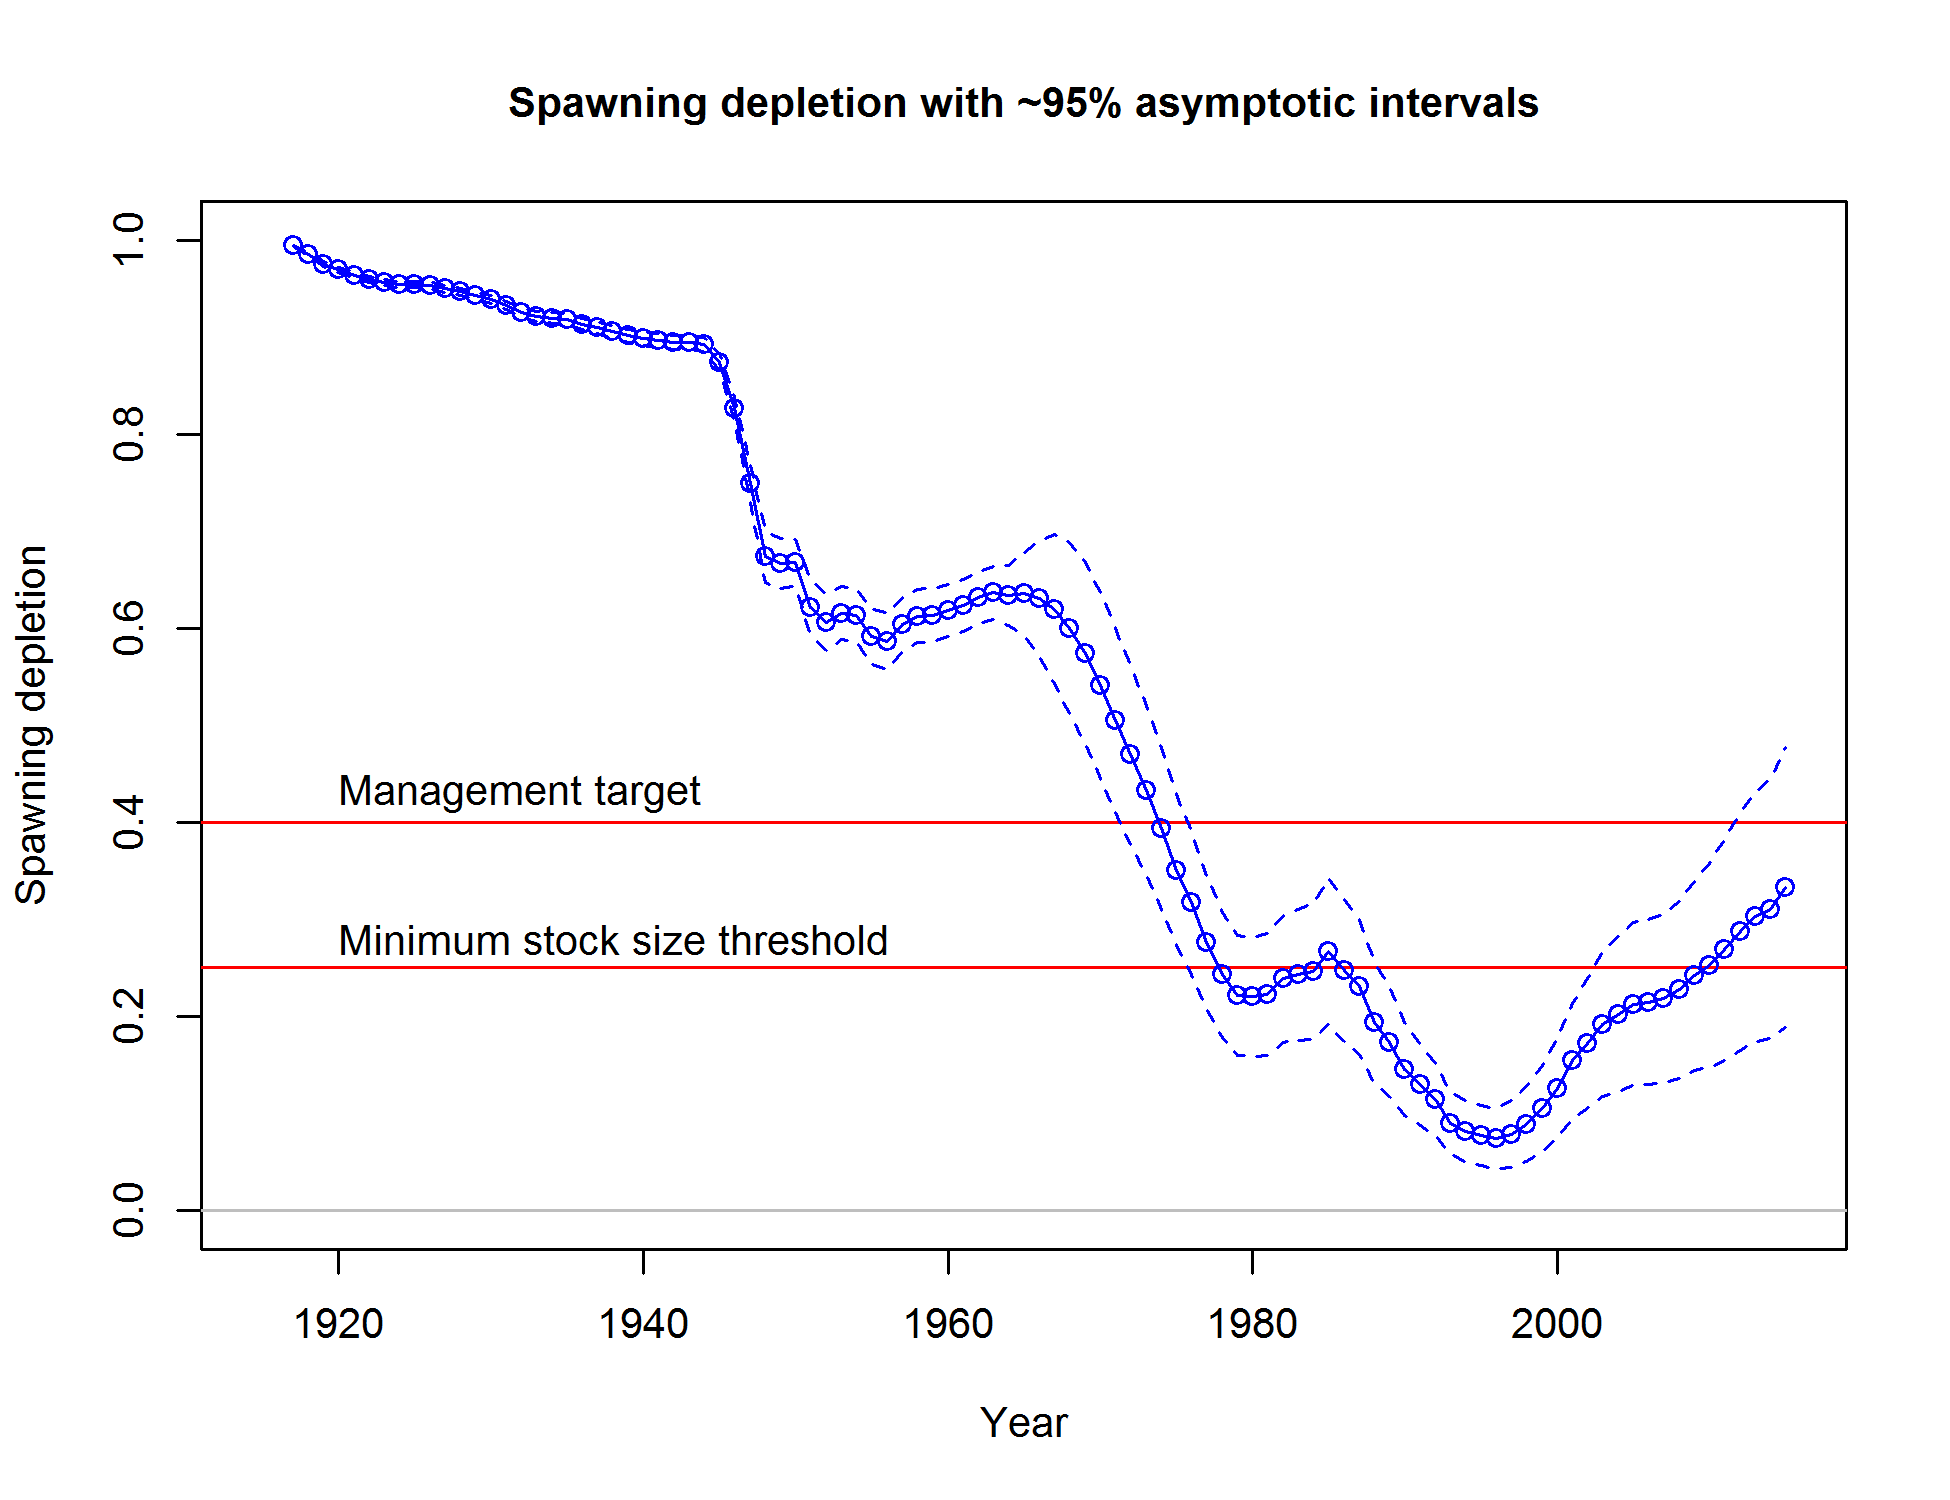 Spawning depletion with ~95% asymptotic intervals
Spawning depletion
1.0
0.8
0.6
0.4
0.2
0.0
Management target
Minimum stock size threshold
1920
1940
1960
1980
2000
Year